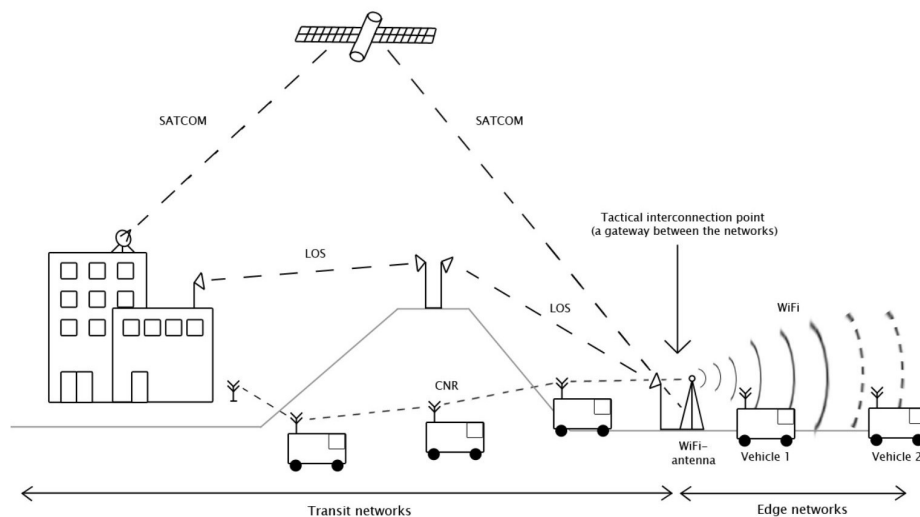 SATCOM
SATCOM
Tactical interconnection point
(a gateway between the networks)
LOS
LOS
WiFi
CNR
WiFi-
antenna
Vehicle 1
Vehicle 2
Transit networks
Edge networks